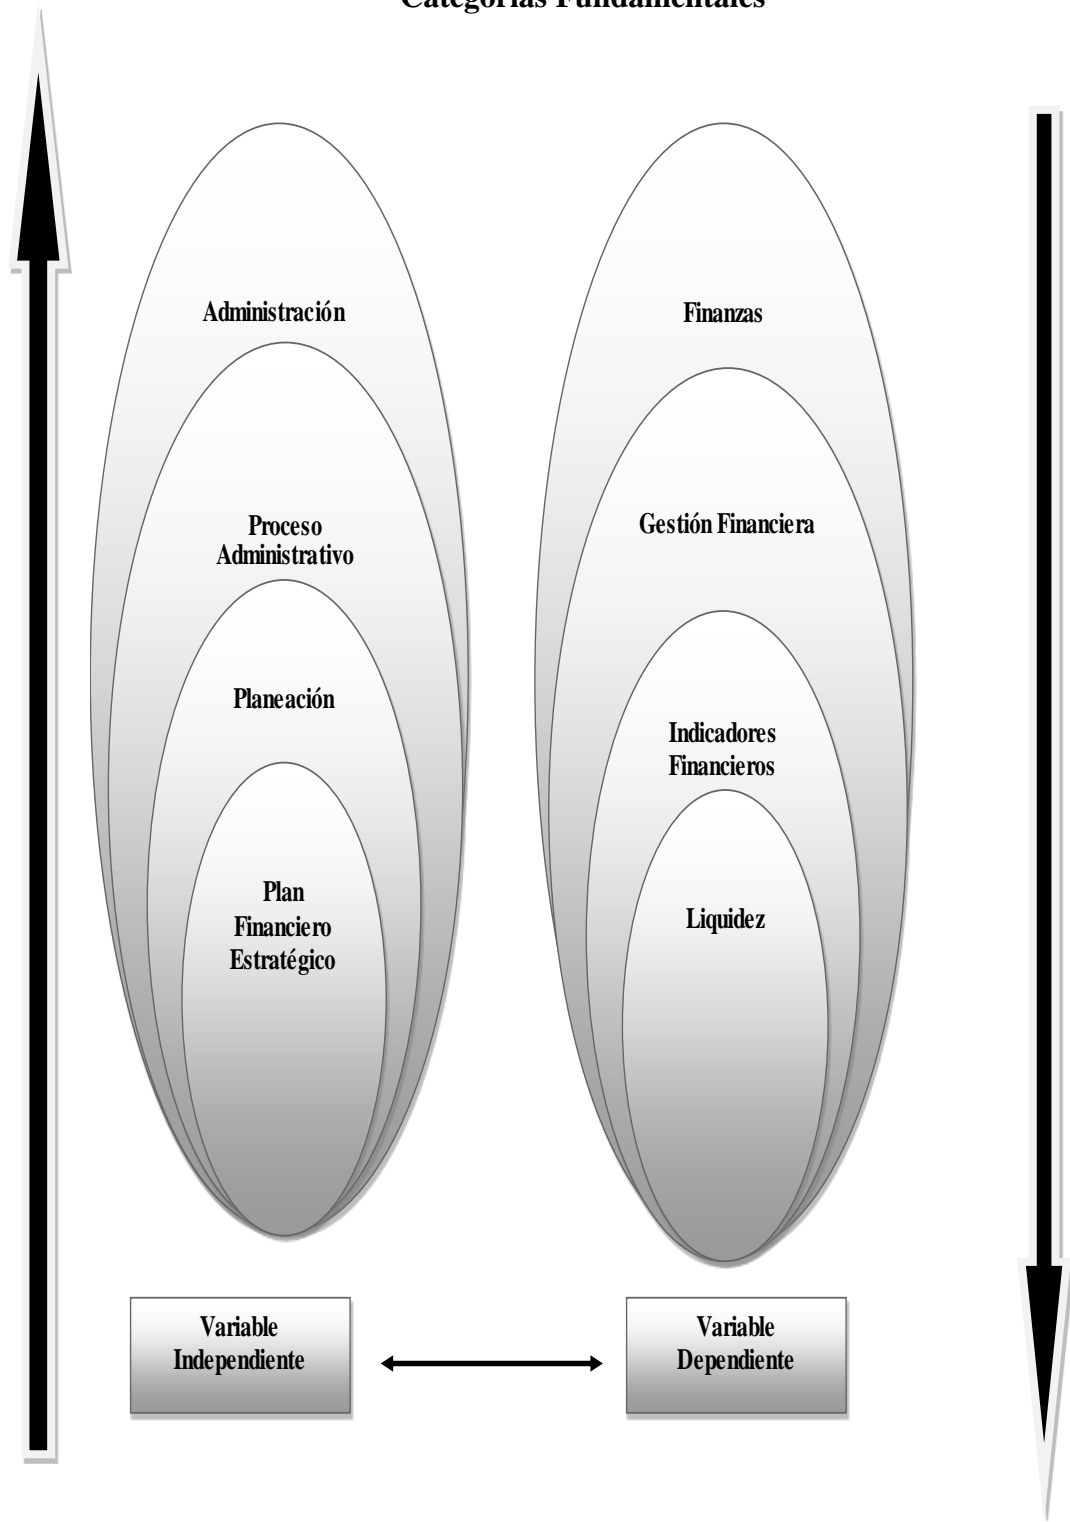 Categorías Fundamentales
Administración
Proceso
Administrativo
Planeación
Plan
Financiero
Estratégico
Finanzas
Gestión Financiera
Indicadores
Financieros
Liquidez
Variable
Independiente
Variable
Dependiente